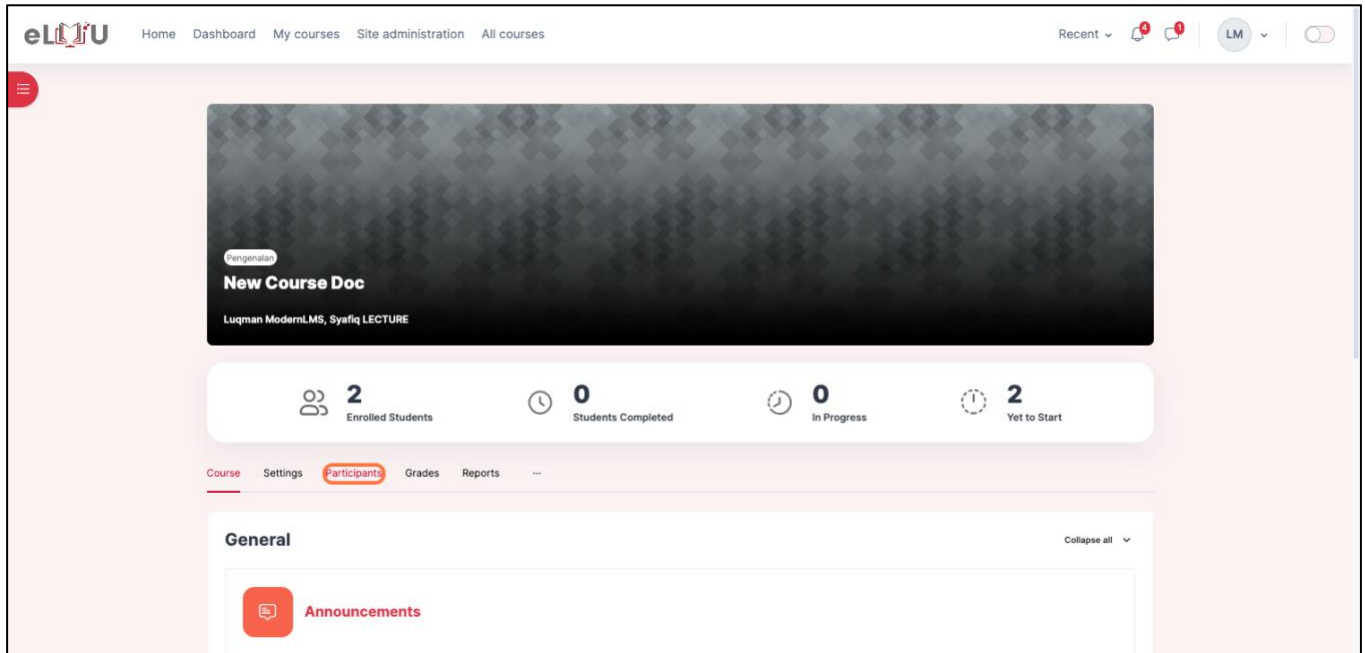 eLMU
Home Dashboard My courses Site administration All courses Recent 4 1 LM
Pengenalan
New Course Doc
Luqman ModernLMS, Syafiq LECTURE
2 0 0 2
Enrolled Students Students Completed In Progress Yet to Start
Course Settings Participants Grades Reports ...
General Collapse all
Announcements